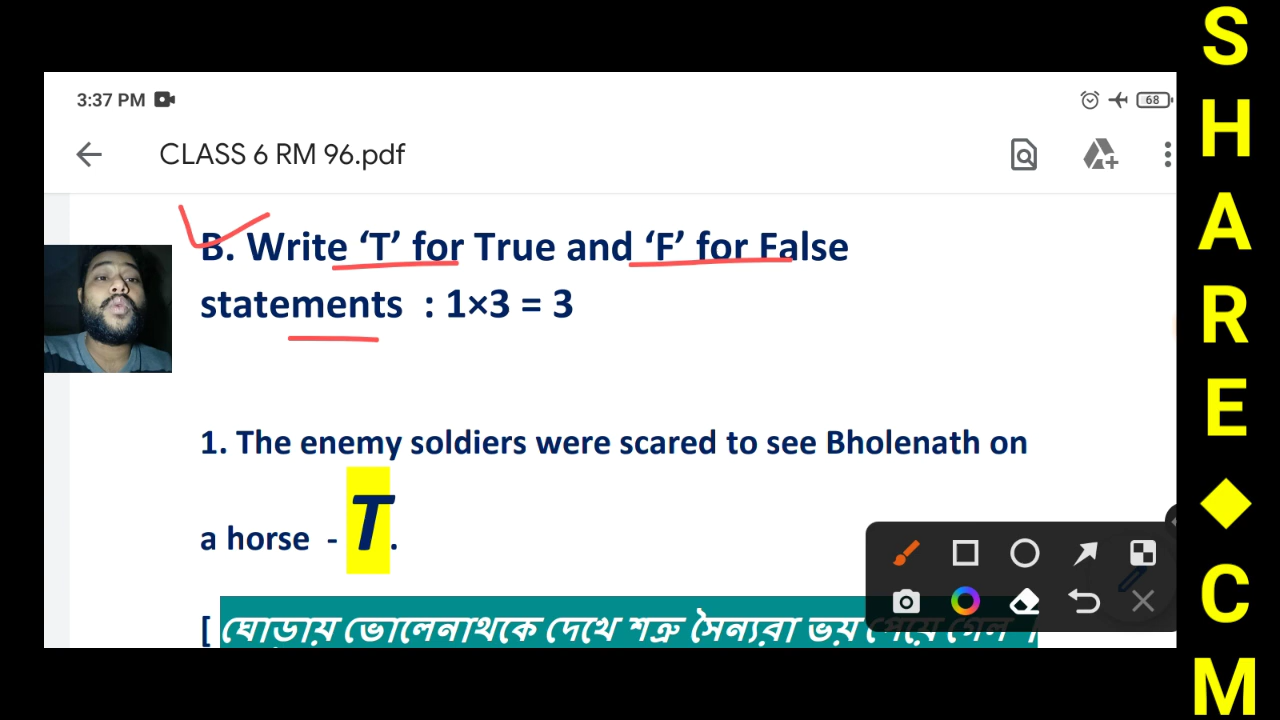 3:37 PM
68
CLASS 6 RM 96.pdf
B. Write ‘T’ for True and ‘F’ for False
statements : 1×3 = 3
1. The enemy soldiers were scared to see Bholenath on
a horse - T.
[ ঘোড়ায় ভোলেনাথকে দেখে শত্রু সৈন্যরা ভয় পেয়ে গেল ।
SHARE◆CM